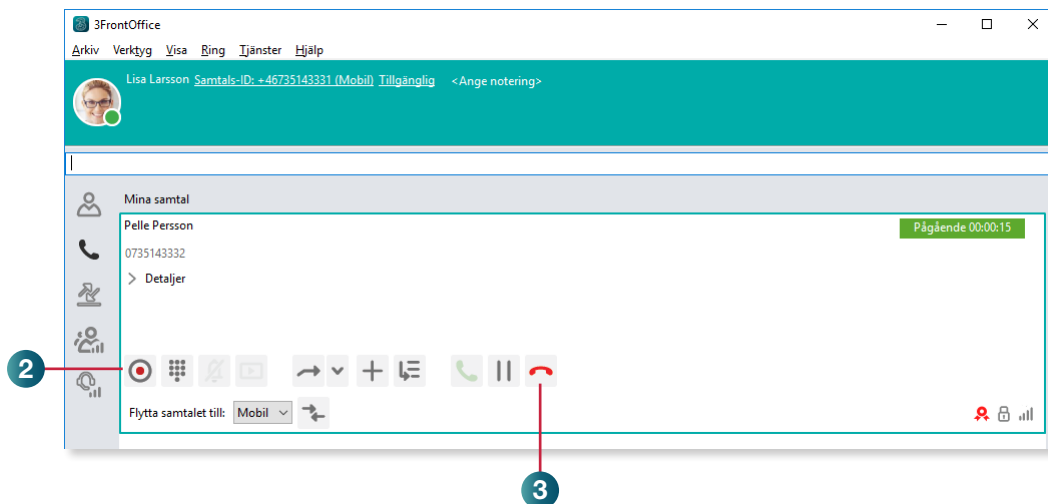 3FrontOffice
Arkiv Verktyg Visa Ring Tjänster Hjälp
Lisa Larsson Samtals-ID: +46735143331 (Mobil) Tillgänglig <Ange notering>
Mina samtal
Pelle Persson
Pågående 00:00:15
0735143332
Detaljer
2
Flytta samtalet till: Mobil
3